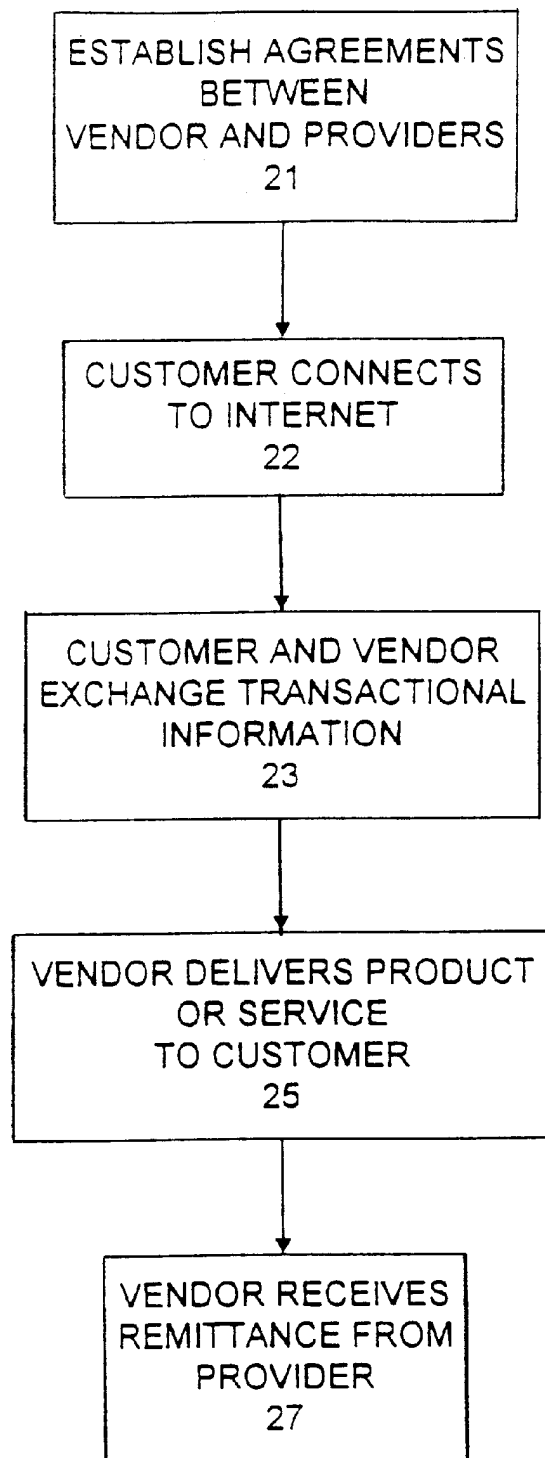 ESTABLISH AGREEMENTS
BETWEEN
VENDOR AND PROVIDERS
21
CUSTOMER CONNECTS
TO INTERNET
22
CUSTOMER AND VENDOR
EXCHANGE TRANSACTIONAL
INFORMATION
23
VENDOR DELIVERS PRODUCT
OR SERVICE
TO CUSTOMER
25
VENDOR RECEIVES
REMITTANCE FROM
PROVIDER
27